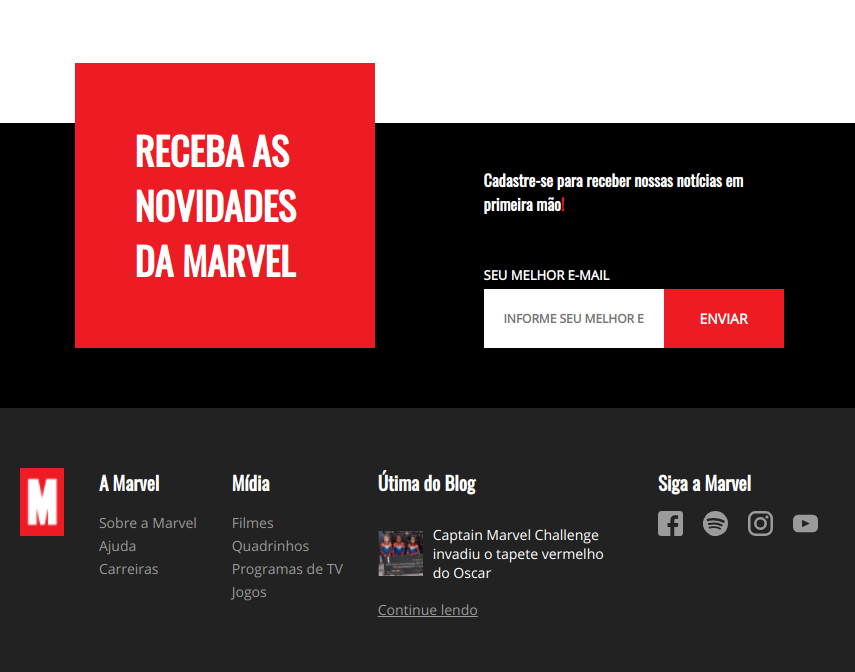 RECEBA AS
NOVIDADES
DA MARVEL
Cadastre-se para receber nossas notícias em
primeira mão!
SEU MELHOR E-MAIL
INFORME SEU MELHOR E
ENVIAR
M
A Marvel
Sobre a Marvel
Ajuda
Carreiras
Mídia
Filmes
Quadrinhos
Programas de TV
Jogos
Útima do Blog
Captain Marvel Challenge
invadiu o tapete vermelho
do Oscar
Continue lendo
Siga a Marvel